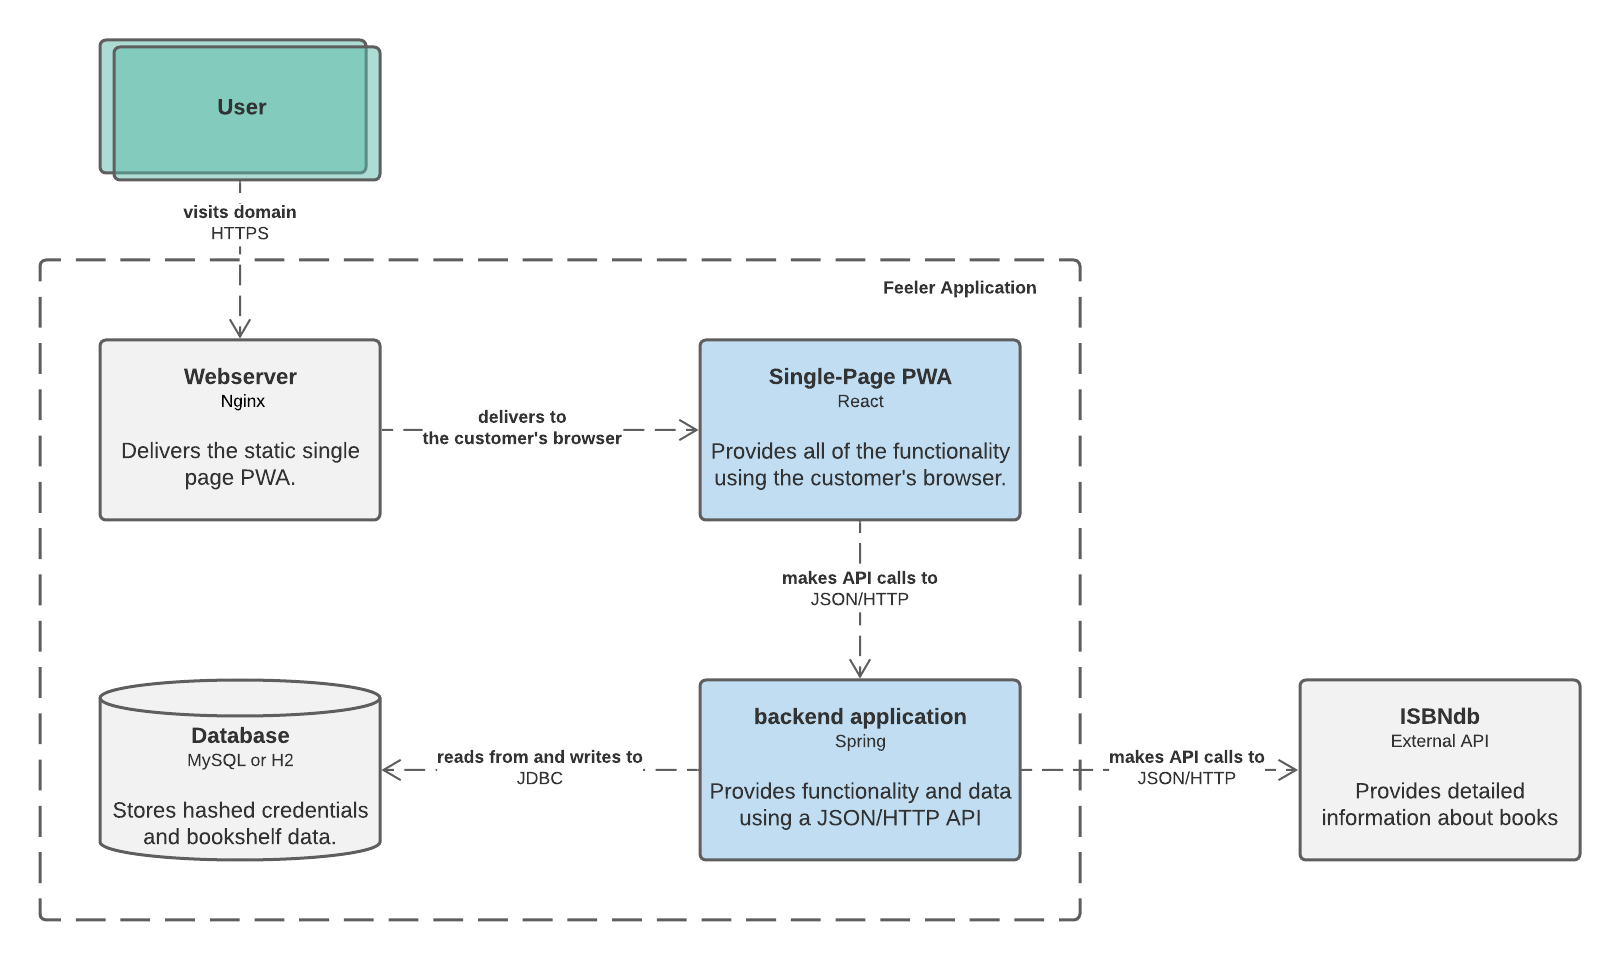 User
visits domain
HTTPS
Feeler Application
Webserver
Nginx
Delivers the static single
page PWA.
delivers to
the customer's browser
Single-Page PWA
React
Provides all of the functionality
using the customer's browser.
makes API calls to
JSON/HTTP
Database
MySQL or H2
Stores hashed credentials
and bookshelf data.
reads from and writes to
JDBC
backend application
Spring
Provides functionality and data
using a JSON/HTTP API
makes API calls to
JSON/HTTP
ISBNdb
External API
Provides detailed
information about books